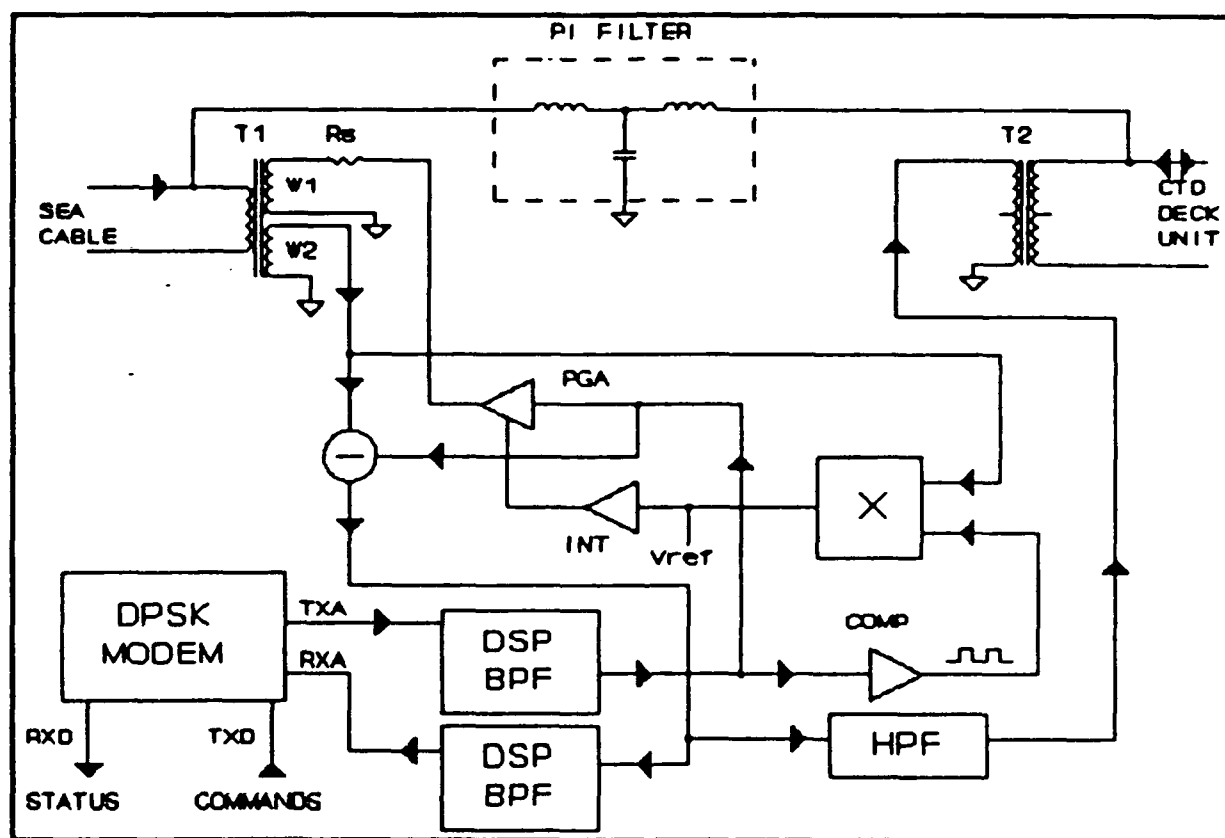 PI FILTER
T1
Rs
W1
W2
SEA
CABLE
T2
CTD
DECK
UNIT
PGA
INT
Vref
X
COMP
DPSK
MODEM
TXA
RXA
DSP
BPF
DSP
BPF
HPF
RXD
TXD
STATUS
COMMANDS